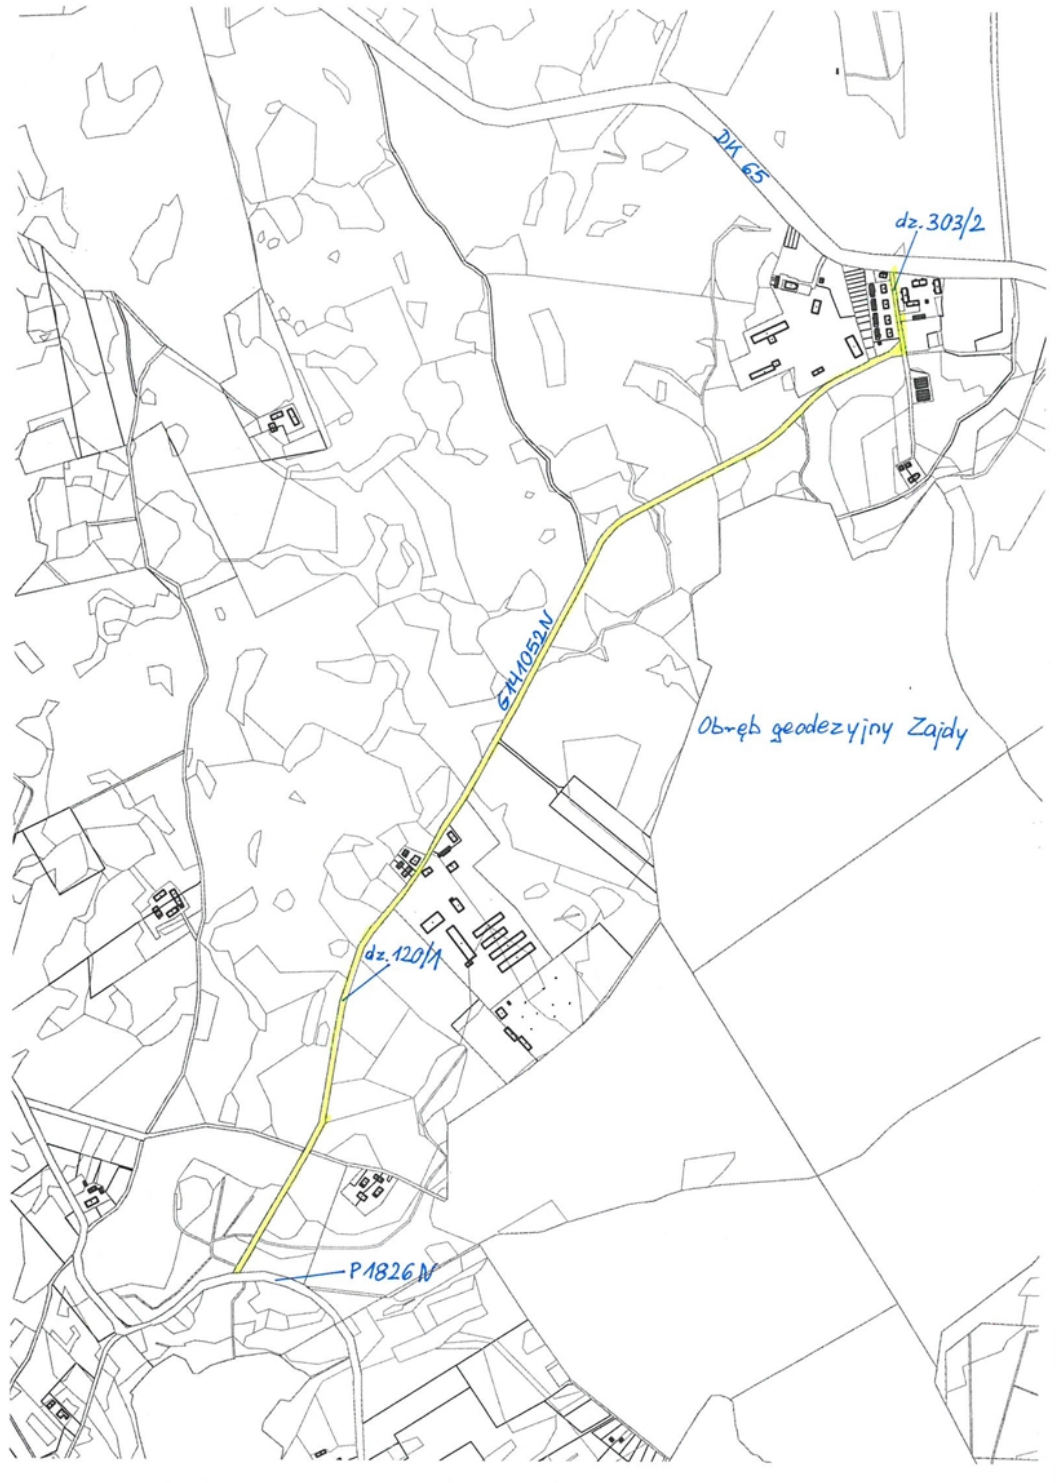 DK 65
dz. 303/2
G141052N
Obręb geodezyjny Zajdy
dz. 120/1
P1826N